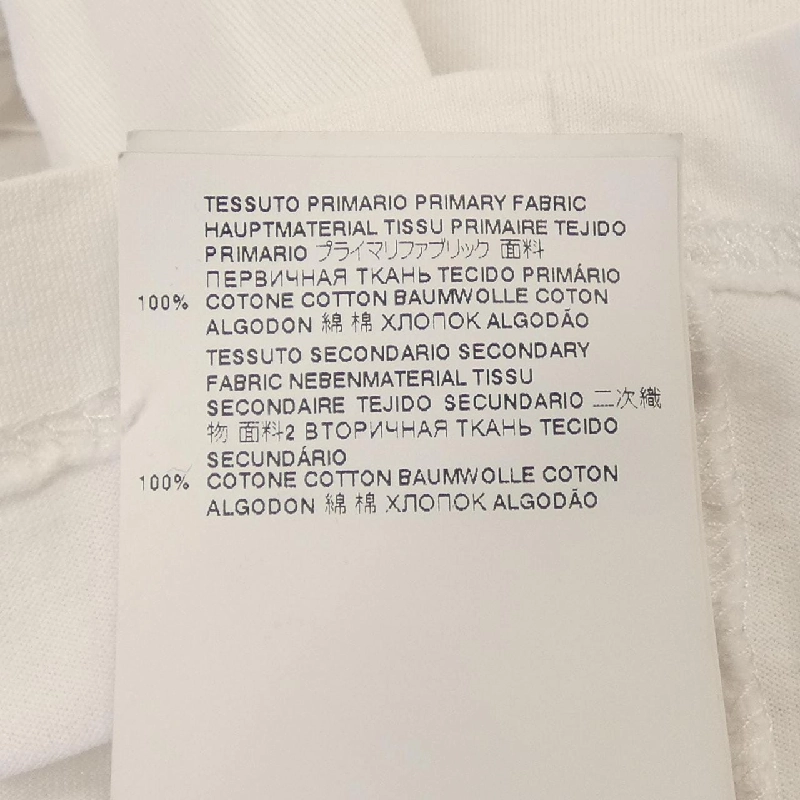 TESSUTO PRIMARIO PRIMARY FABRIC
HAUPTMATERIAL TISSU PRIMAIRE TEJIDO
PRIMARIO プライマリファブリック 面料
ПЕРВИЧНАЯ ТКАНЬ TECIDO PRIMÁRIO
100% COTONE COTTON BAUMWOLLE COTON
ALGODON 綿 棉 ХЛОПОК ALGODÃO
TESSUTO SECONDARIO SECONDARY
FABRIC NEBENMATERIAL TISSU
SECONDAIRE TEJIDO SECUNDARIO 二次織
物 面料2 ВТОРИЧНАЯ ТКАНЬ TECIDO
SECUNDÁRIO
100% COTONE COTTON BAUMWOLLE COTON
ALGODON 綿 棉 ХЛОПОК ALGODÃO